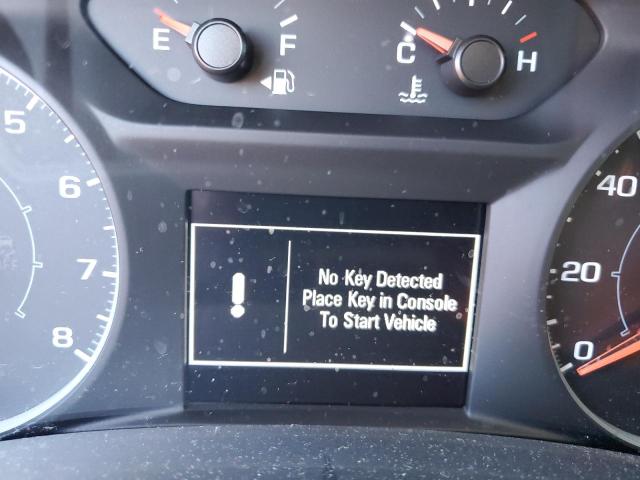 E F
C H
5
6
7
8
No Key Detected
Place Key in Console
To Start Vehicle
40
20
0